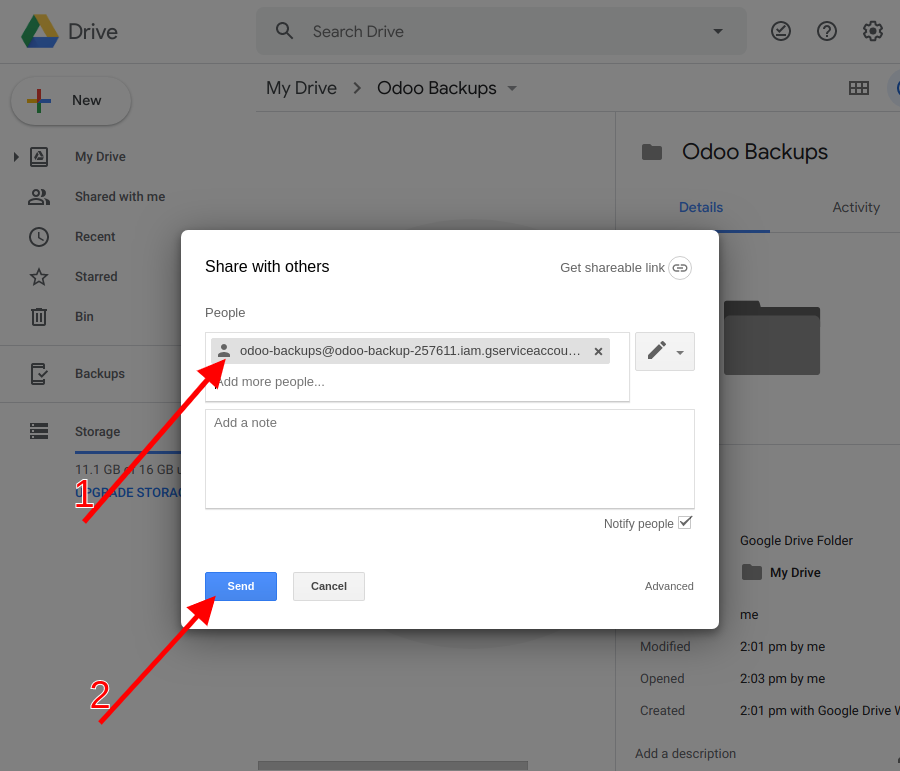 Drive
Search Drive
New
My Drive
Odoo Backups
My Drive
Shared with me
Recent
Starred
Bin
Backups
Storage
11.1 GB of 16 GB u
UPGRADE STORAG
Odoo Backups
Details
Activity
Share with others
Get shareable link
People
odoo-backups@odoo-backup-257611.iam.gserviceaccou...
Add more people...
Add a note
Notify people
Send
Cancel
Advanced
1
2
Google Drive Folder
My Drive
me
Modified
2:01 pm by me
Opened
2:03 pm by me
Created
2:01 pm with Google Drive W
Add a description